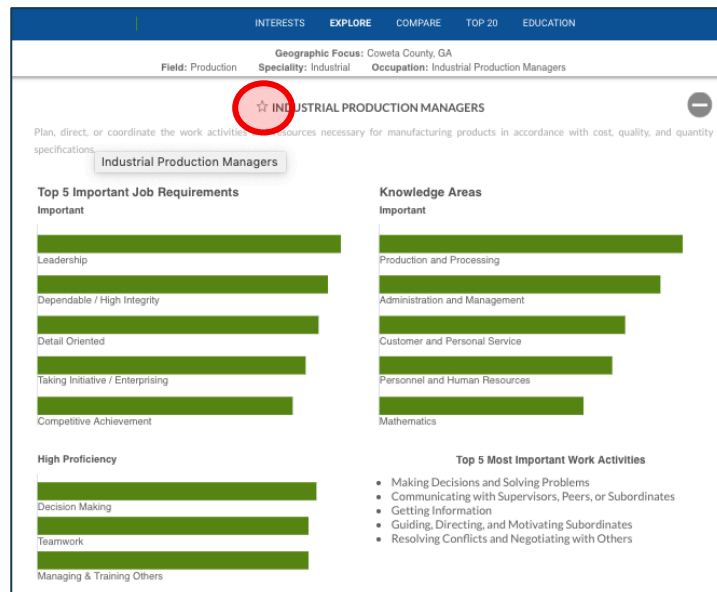 INTERESTS EXPLORE COMPARE TOP 20 EDUCATION
Geographic Focus: Coweta County, GA
Field: Production Speciality: Industrial Occupation: Industrial Production Managers
INDUSTRIAL PRODUCTION MANAGERS
Plan, direct, or coordinate the work activities resources necessary for manufacturing products in accordance with cost, quality, and quantity
specifications.
Industrial Production Managers
Top 5 Important Job Requirements
Important
Leadership
Dependable / High Integrity
Detail Oriented
Taking Initiative / Enterprising
Competitive Achievement
Knowledge Areas
Important
Production and Processing
Administration and Management
Customer and Personal Service
Personnel and Human Resources
Mathematics
High Proficiency
Decision Making
Teamwork
Managing & Training Others
Top 5 Most Important Work Activities
Making Decisions and Solving Problems
Communicating with Supervisors, Peers, or Subordinates
Getting Information
Guiding, Directing, and Motivating Subordinates
Resolving Conflicts and Negotiating with Others